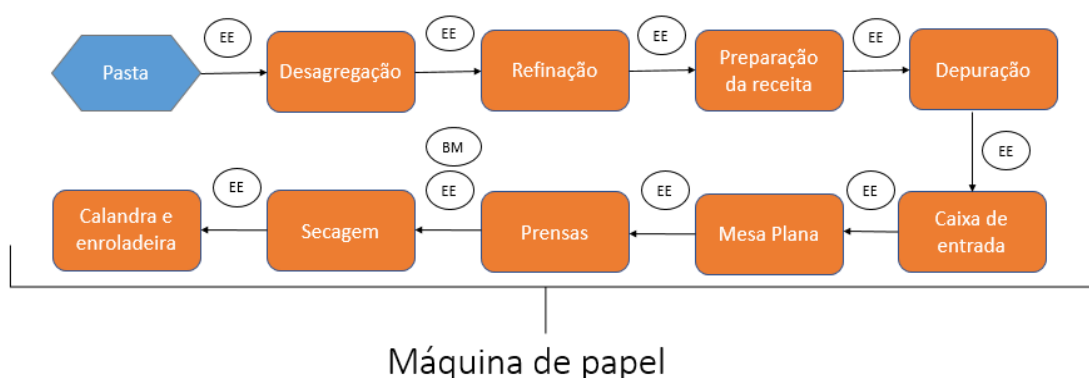 EE
EE
EE
EE
Pasta
Desagregação
Refinação
Preparação
da receita
Depuração
EE
BM
EE
EE
EE
EE
Calandra e
enroladeira
Secagem
Prensas
Mesa Plana
Caixa de
entrada
Máquina de papel